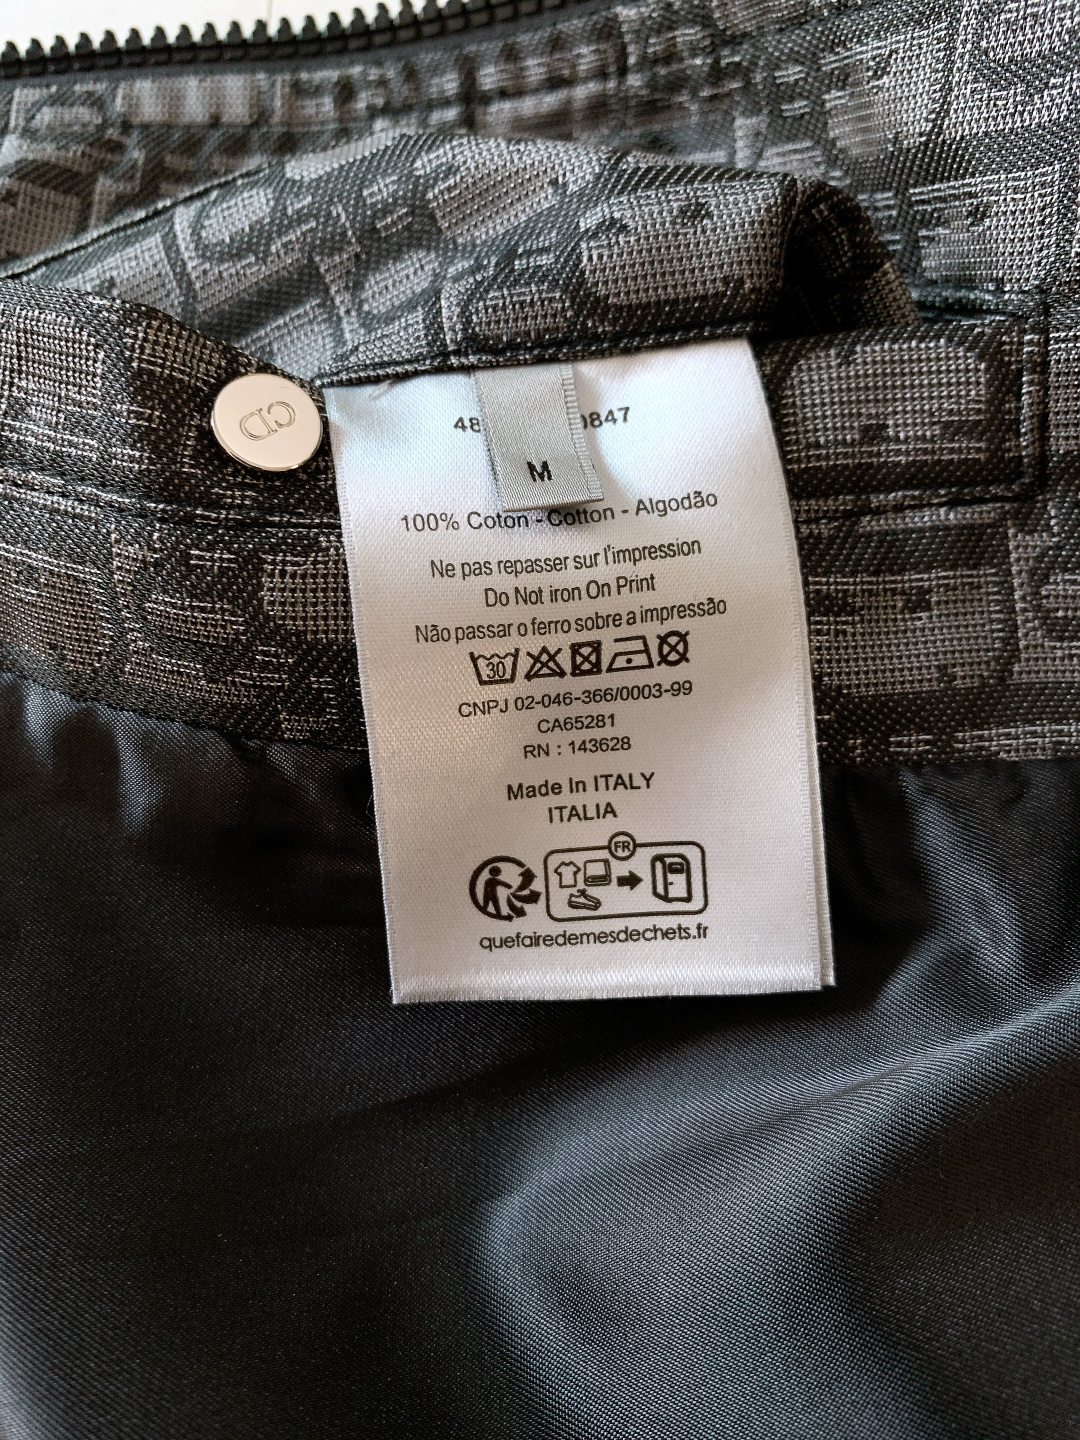 CD
48 0847
M
100% Coton - Cotton - Algodão
Ne pas repasser sur l'impression
Do Not iron On Print
Não passar o ferro sobre a impressão
30
CNPJ 02-046-366/0003-99
CA65281
RN : 143628
Made In ITALY
ITALIA
FR
quefairedemesdechets.fr